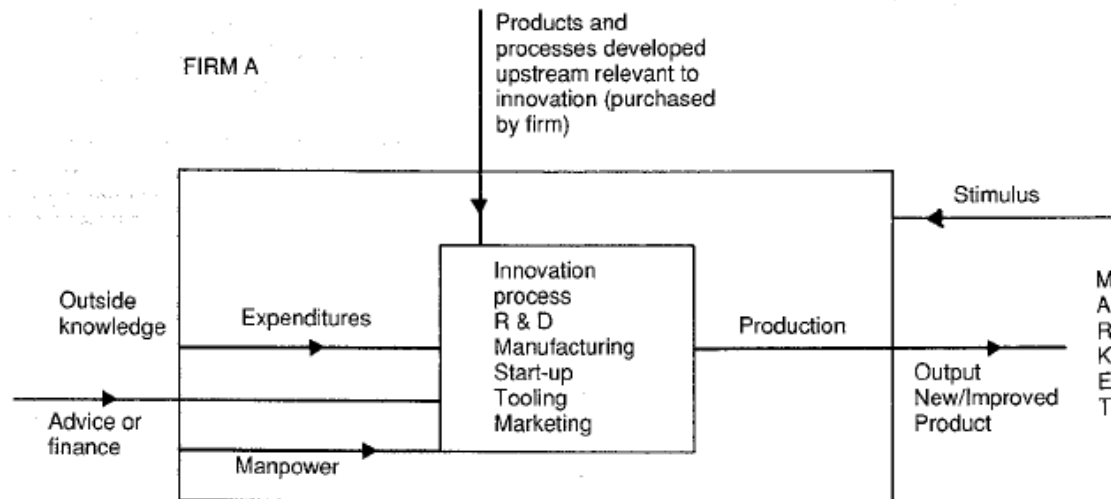 Products and
processes developed
upstream relevant to
innovation (purchased
by firm)
FIRM A
Stimulus
Innovation
process
R & D
Manufacturing
Start-up
Tooling
Marketing
Outside
knowledge
Expenditures
Production
Advice or
finance
Manpower
Output
New/Improved
Product
M
A
R
K
E
T